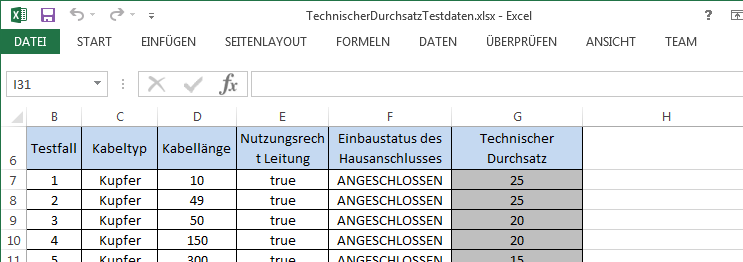 TechnischerDurchsatzTestdaten.xlsx - Excel
DATEI START EINFÜGEN SEITENLAYOUT FORMELN DATEN ÜBERPRÜFEN ANSICHT TEAM
I31 fx
B C D E F G H
6 Testfall Kabeltyp Kabellänge Nutzungsrech Einbaustatus des Technischer
t Leitung Hausanschlusses Durchsatz
7 1 Kupfer 10 true ANGESCHLOSSEN 25
8 2 Kupfer 49 true ANGESCHLOSSEN 25
9 3 Kupfer 50 true ANGESCHLOSSEN 20
10 4 Kupfer 150 true ANGESCHLOSSEN 20
11 5 Kupfer 300 true ANGESCHLOSSEN 15